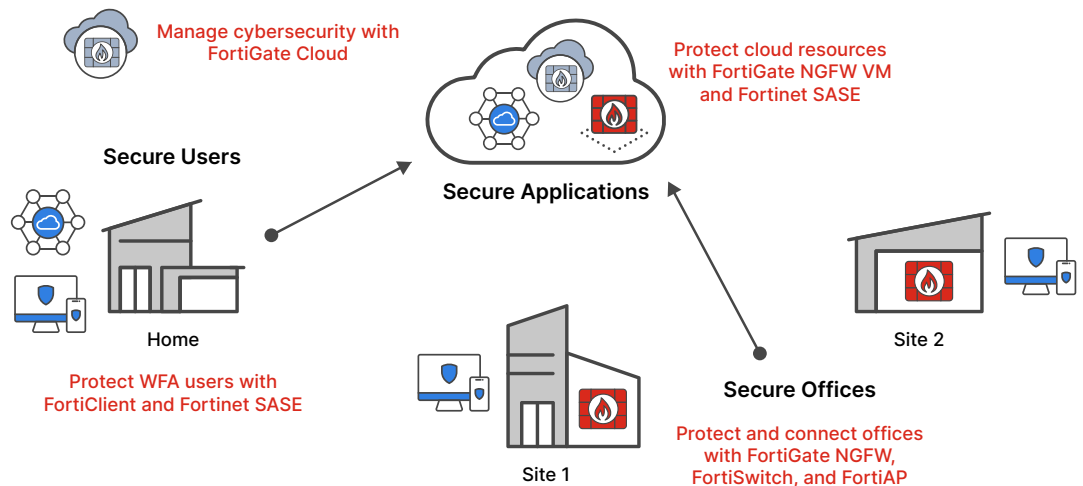 Manage cybersecurity with
FortiGate Cloud
Protect cloud resources
with FortiGate NGFW VM
and Fortinet SASE
Secure Users
Secure Applications
Home
Site 2
Protect WFA users with
FortiClient and Fortinet SASE
Secure Offices
Site 1
Protect and connect offices
with FortiGate NGFW,
FortiSwitch, and FortiAP